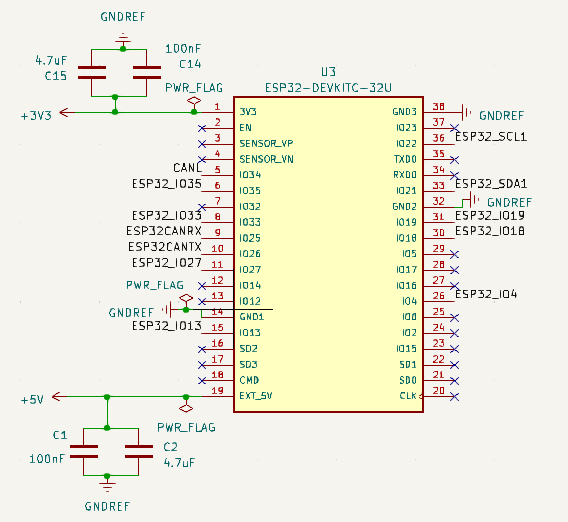 GNDREF
4.7uF
C15
100nF
C14
PWR_FLAG
+3V3
U3
ESP32-DEVKITC-32U
1 3V3
2 EN
3 SENSOR_VP
4 SENSOR_VN
CANL 5 IO34
ESP32_IO35 6 IO35
7 IO32
ESP32_IO33 8 IO33
ESP32CANRX 9 IO25
ESP32CANTX 10 IO26
ESP32_IO27 11 IO27
12 IO14
PWR_FLAG
13 IO12
GNDREF 14 GND1
ESP32_IO13 15 IO13
16 SD2
17 SD3
18 CMD
+5V 19 EXT_5V
GND3 38 GNDREF
IO23 37
IO22 36 ESP32_SCL1
TXD0 35
RXD0 34
IO21 33 ESP32_SDA1
GND2 32 GNDREF
IO19 31 ESP32_IO19
IO18 30 ESP32_IO18
IO5 29
IO17 28
IO16 27
IO4 26 ESP32_IO4
IO0 25
IO2 24
IO15 23
SD1 22
SD0 21
CLK 20
PWR_FLAG
C1
100nF
C2
4.7uF
GNDREF